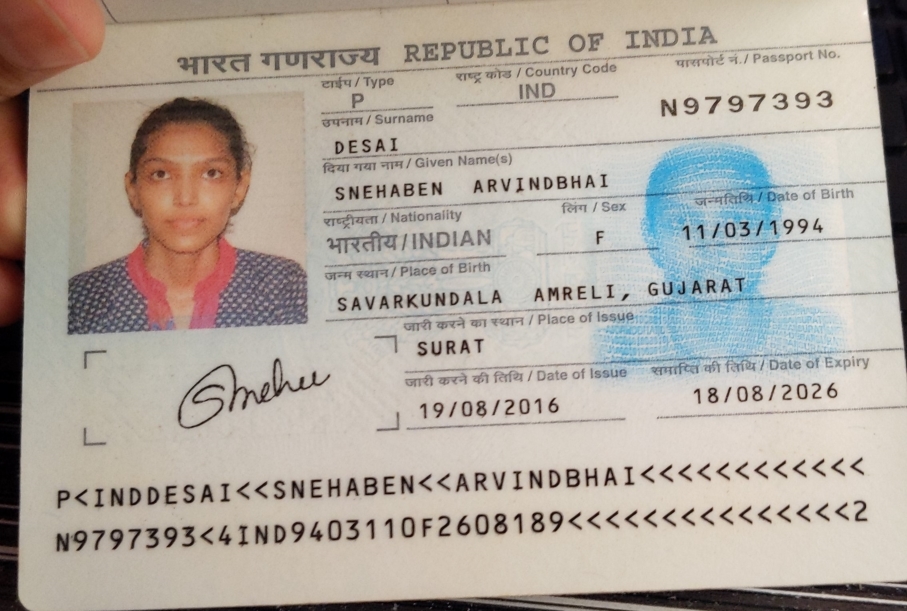 भारत गणराज्य REPUBLIC OF INDIA
टाईप / Type
राष्ट्र कोड / Country Code
पासपोर्ट नं. / Passport No.
P
IND
N9797393
उपनाम / Surname
DESAI
दिया गया नाम / Given Name(s)
SNEHABEN ARVINDBHAI
राष्ट्रीयता / Nationality
लिंग / Sex
जन्मतिथि / Date of Birth
भारतीय / INDIAN
F
11/03/1994
जन्म स्थान / Place of Birth
SAVARKUNDALA AMRELI, GUJARAT
जारी करने का स्थान / Place of Issue
SURAT
जारी करने की तिथि / Date of Issue
समाप्ति की तिथि / Date of Expiry
19/08/2016
18/08/2026
Sneha
P<INDDESAI<<SNEHABEN<<ARVINDBHAI<<<<<<<<<<<<
N9797393<4IND9403110F2608189<<<<<<<<<<<<<<<2